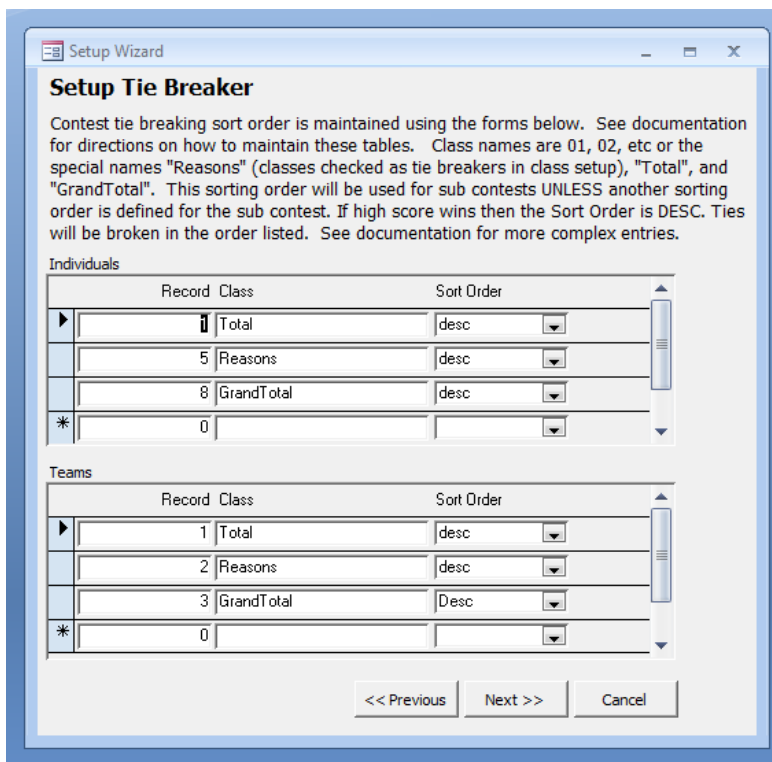 Setup Wizard
Setup Tie Breaker
Contest tie breaking sort order is maintained using the forms below.  See documentation
for directions on how to maintain these tables.   Class names are 01, 02, etc or the
special names "Reasons" (classes checked as tie breakers in class setup), "Total", and
"GrandTotal".  This sorting order will be used for sub contests UNLESS another sorting
order is defined for the sub contest. If high score wins then the Sort Order is DESC. Ties
will be broken in the order listed.  See documentation for more complex entries.
Individuals
Record Class Sort Order
1 Total desc
5 Reasons desc
8 GrandTotal desc
0
Teams
Record Class Sort Order
1 Total desc
2 Reasons desc
3 GrandTotal Desc
0
<< Previous Next >> Cancel